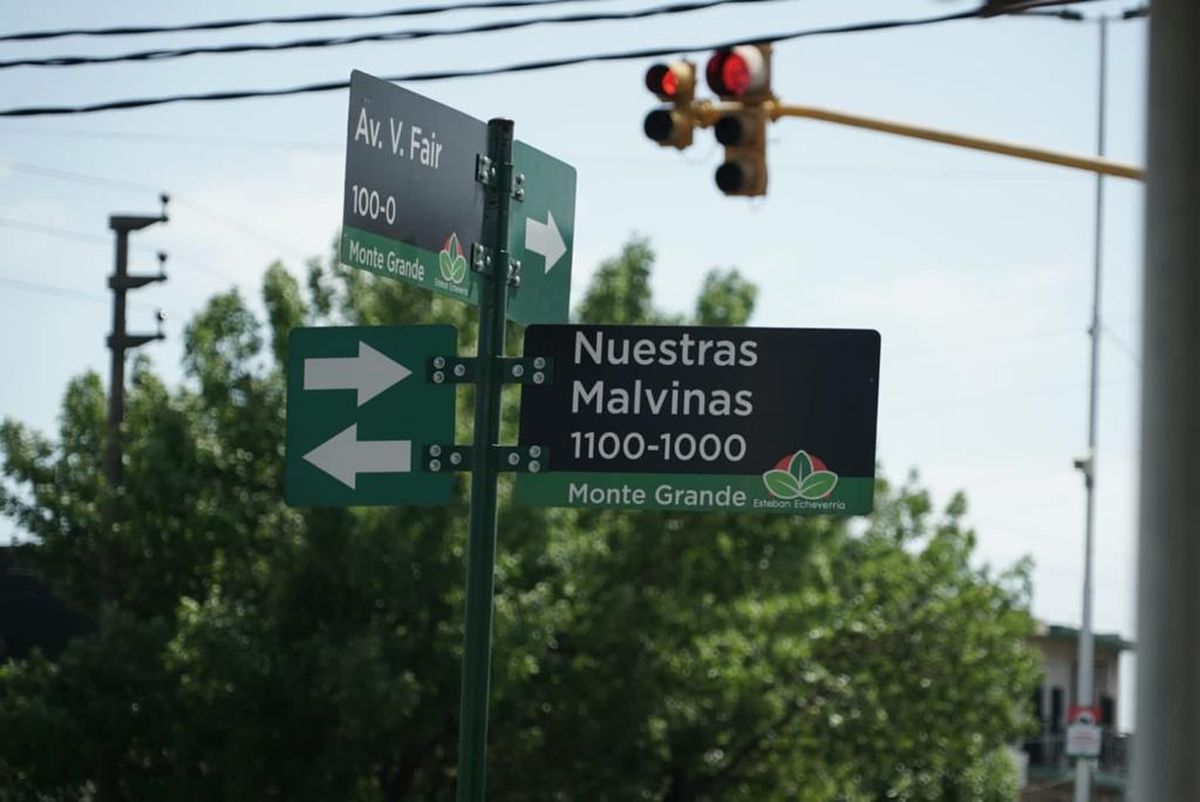 Av. V. Fair
100-0
Monte Grande
Esteban Echeverría
Nuestras
Malvinas
1100-1000
Monte Grande
Esteban Echeverría